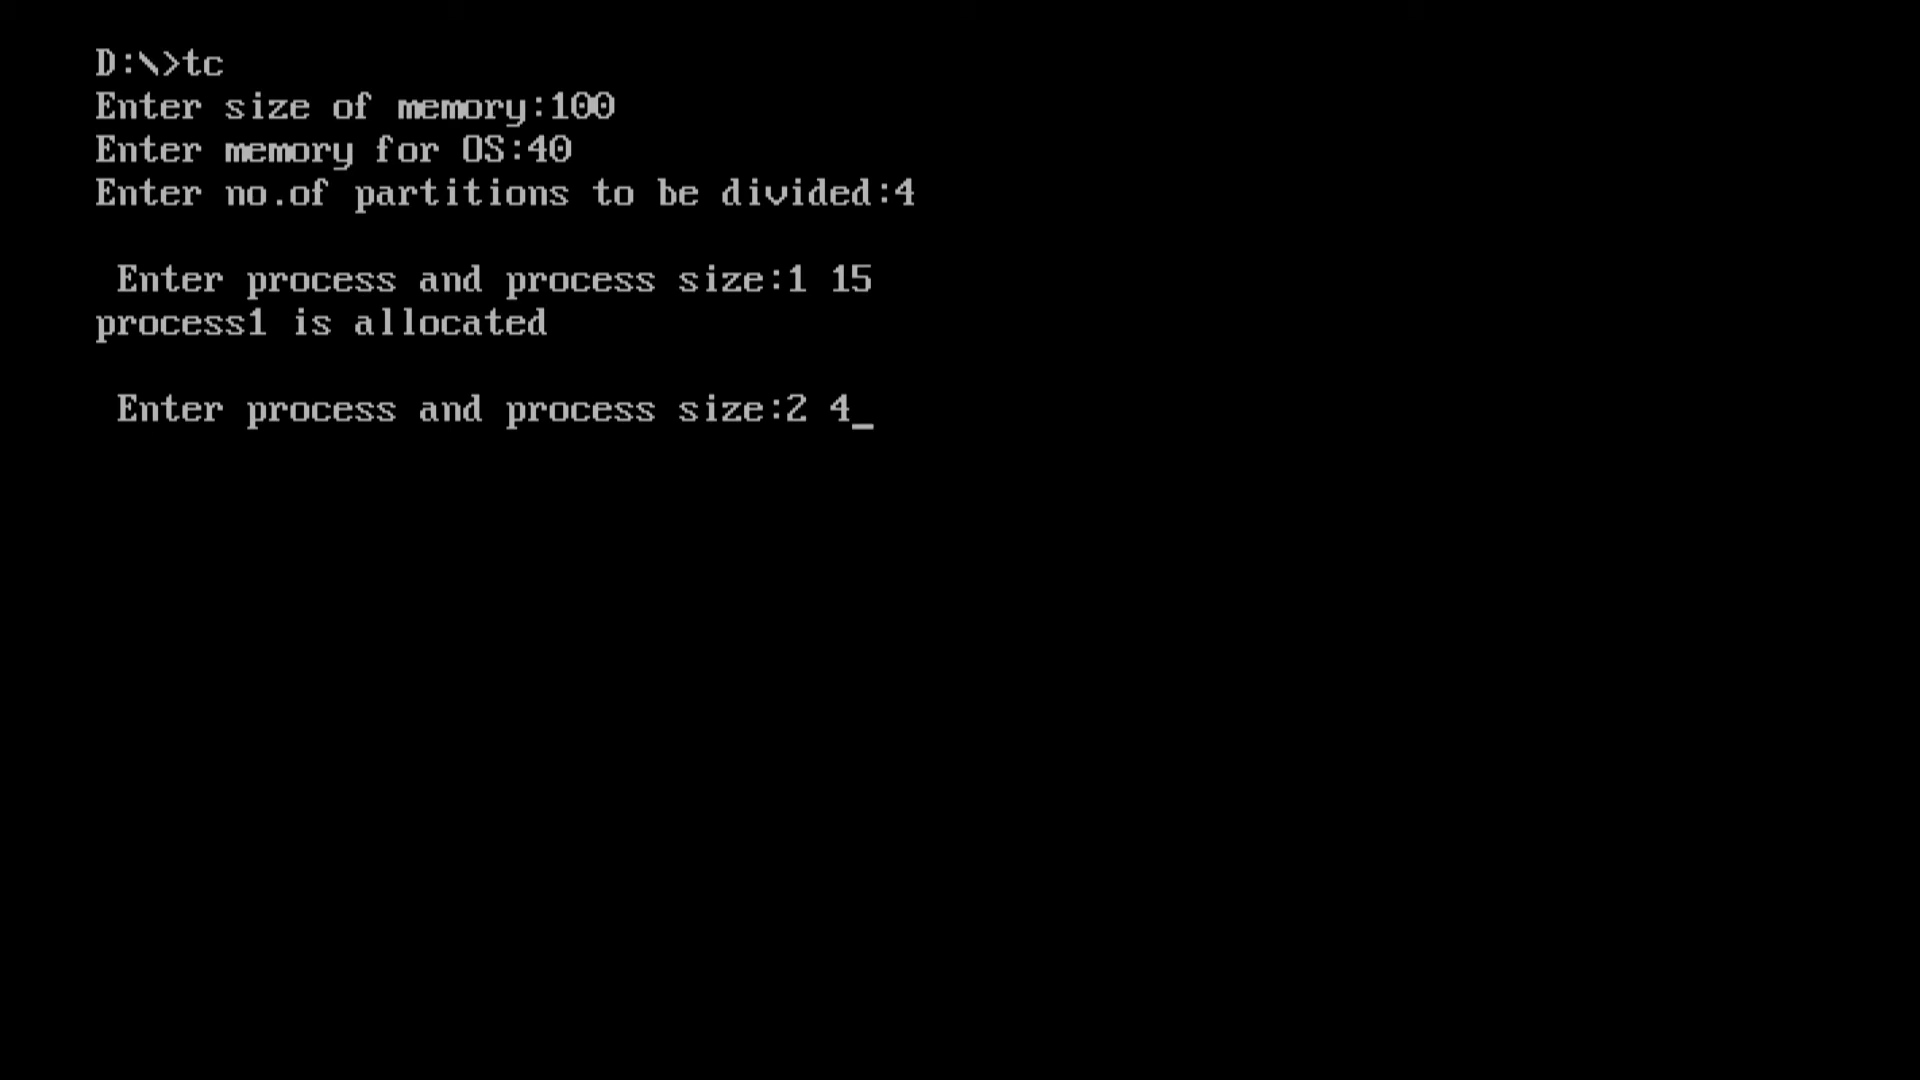 D:\>tc
Enter size of memory:100
Enter memory for OS:40
Enter no.of partitions to be divided:4
Enter process and process size:1 15
process1 is allocated
Enter process and process size:2 4_